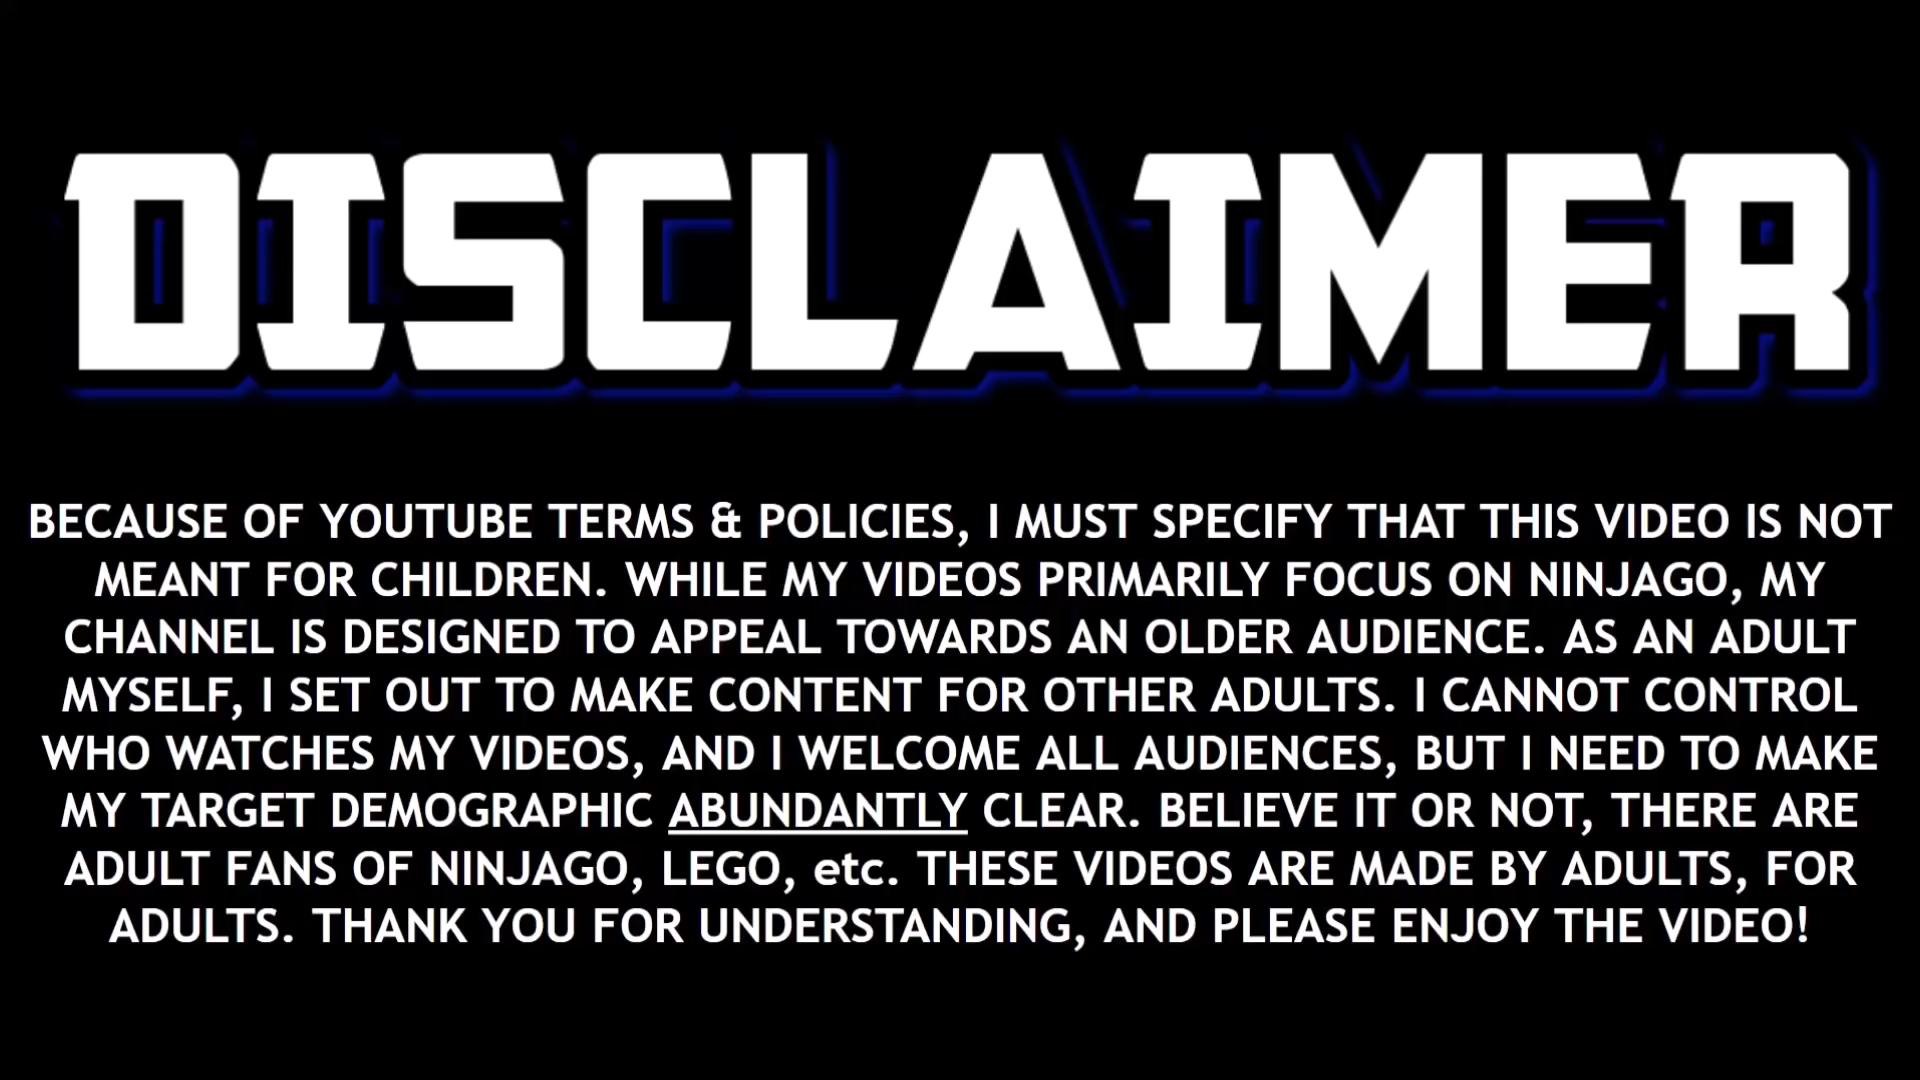 DISCLAIMER
BECAUSE OF YOUTUBE TERMS & POLICIES, I MUST SPECIFY THAT THIS VIDEO IS NOT
MEANT FOR CHILDREN. WHILE MY VIDEOS PRIMARILY FOCUS ON NINJAGO, MY
CHANNEL IS DESIGNED TO APPEAL TOWARDS AN OLDER AUDIENCE. AS AN ADULT
MYSELF, I SET OUT TO MAKE CONTENT FOR OTHER ADULTS. I CANNOT CONTROL
WHO WATCHES MY VIDEOS, AND I WELCOME ALL AUDIENCES, BUT I NEED TO MAKE
MY TARGET DEMOGRAPHIC ABUNDANTLY CLEAR. BELIEVE IT OR NOT, THERE ARE
ADULT FANS OF NINJAGO, LEGO, etc. THESE VIDEOS ARE MADE BY ADULTS, FOR
ADULTS. THANK YOU FOR UNDERSTANDING, AND PLEASE ENJOY THE VIDEO!